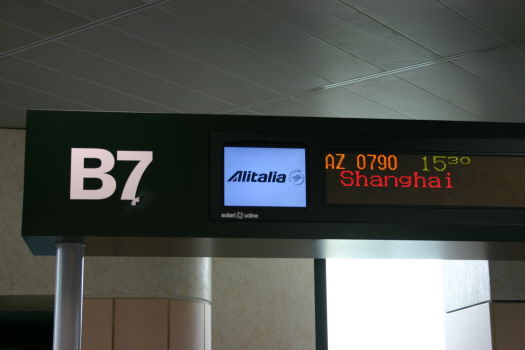 B7
Alitalia
solari udine
AZ 0790 15³⁰
Shanghai